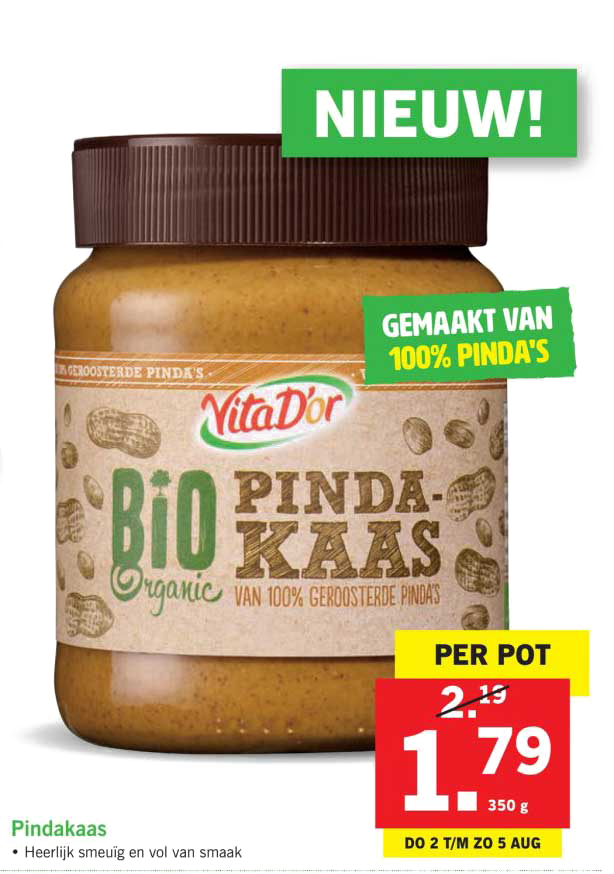 NIEUW!
GEMAAKT VAN
100% PINDA'S
GEROOSTERDE PINDA'S
VitaD'or
BiO
Organic
PINDA-
KAAS
VAN 100% GEROOSTERDE PINDA'S
PER POT
2.19
1.79
350 g
DO 2 T/M ZO 5 AUG
Pindakaas
• Heerlijk smeuïg en vol van smaak